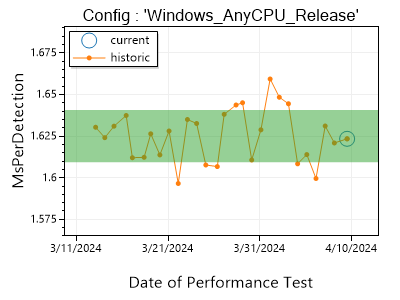 Config : 'Windows_AnyCPU_Release'
current
historic
MsPerDetection
1.675
1.65
1.625
1.6
1.575
3/11/2024
3/21/2024
3/31/2024
4/10/2024
Date of Performance Test